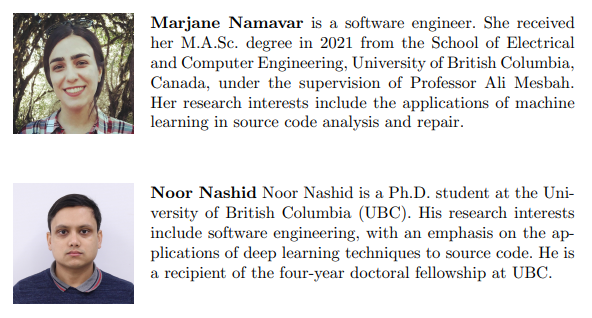 Marjane Namavar is a software engineer. She received
her M.A.Sc. degree in 2021 from the School of Electrical
and Computer Engineering, University of British Columbia,
Canada, under the supervision of Professor Ali Mesbah.
Her research interests include the applications of machine
learning in source code analysis and repair.
Noor Nashid Noor Nashid is a Ph.D. student at the Uni-
versity of British Columbia (UBC). His research interests
include software engineering, with an emphasis on the ap-
plications of deep learning techniques to source code. He is
a recipient of the four-year doctoral fellowship at UBC.